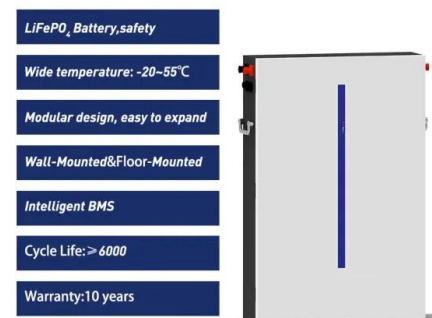 LiFePO₄ Battery,safety
Wide temperature: -20~55℃
Modular design, easy to expand
Wall-Mounted&Floor-Mounted
Intelligent BMS
Cycle Life:≥6000
Warranty:10 years